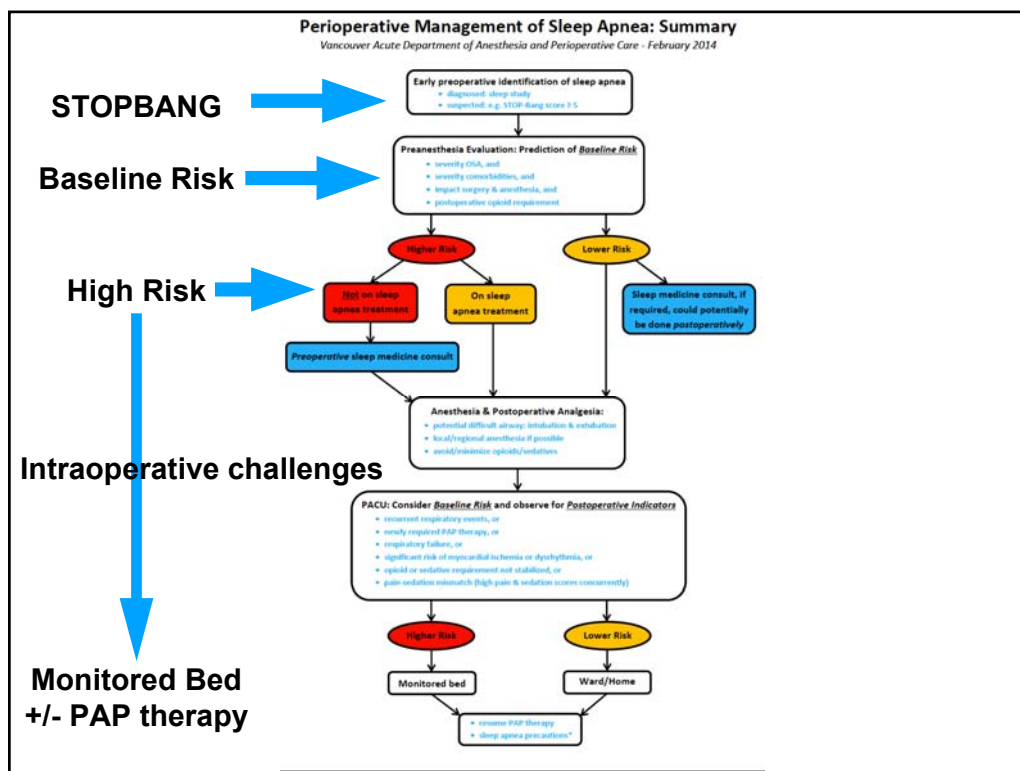 Perioperative Management of Sleep Apnea: Summary
Vancouver Acute Department of Anesthesia and Perioperative Care - February 2014
STOPBANG
Early preoperative identification of sleep apnea
• diagnosed: sleep study
• suspected: e.g. STOP-Bang score ≥ 5
Baseline Risk
Preanesthesia Evaluation: Prediction of Baseline Risk
• severity OSA, and
• severity comorbidities, and
• impact surgery & anesthesia, and
• postoperative opioid requirement
Higher Risk
Lower Risk
High Risk
Not on sleep
apnea treatment
On sleep
apnea treatment
Sleep medicine consult, if
required, could potentially
be done postoperatively
Preoperative sleep medicine consult
Anesthesia & Postoperative Analgesia:
• potential difficult airway: intubation & extubation
• local/regional anesthesia if possible
• avoid/minimize opioids/sedatives
Intraoperative challenges
PACU: Consider Baseline Risk and observe for Postoperative Indicators
• recurrent respiratory events, or
• newly required PAP therapy, or
• respiratory failure, or
• significant risk of myocardial ischemia or dysrhythmia, or
• opioid or sedative requirement not stabilized, or
• pain-sedation mismatch (high pain & sedation scores concurrently)
Higher Risk
Lower Risk
Monitored Bed
+/- PAP therapy
Monitored bed
Ward/Home
• resume PAP therapy
• sleep apnea precautions*